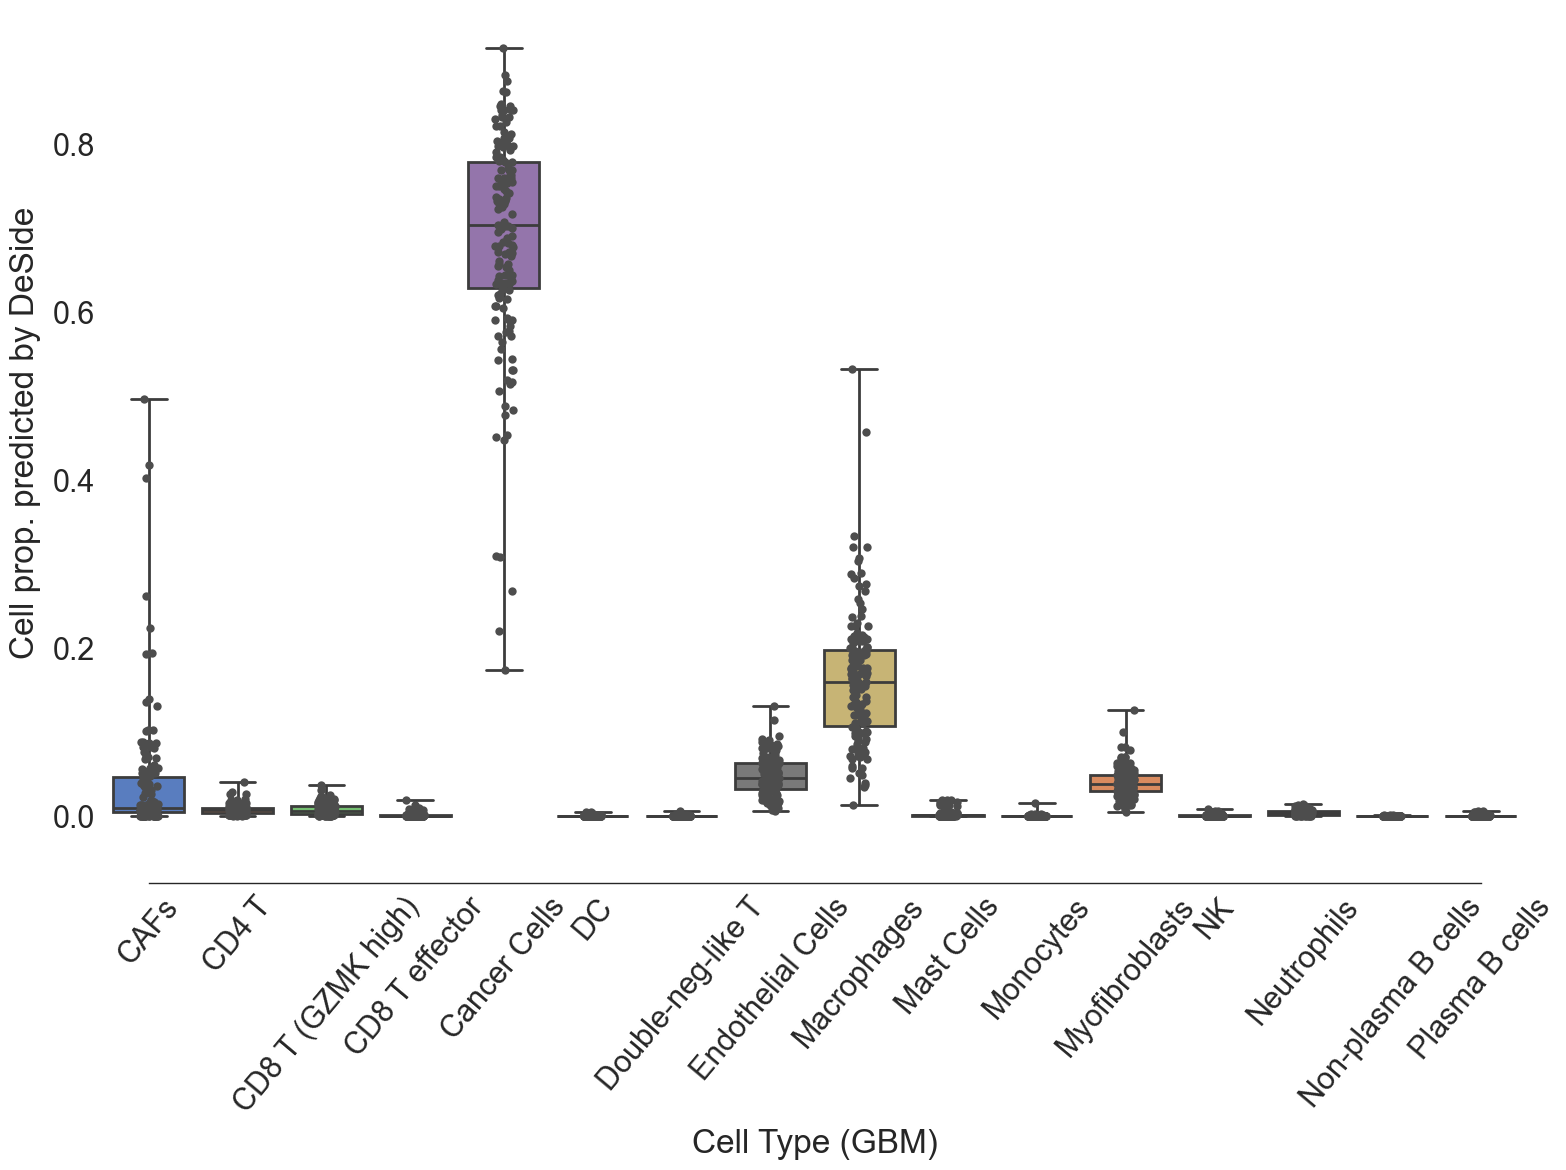 Cell prop. predicted by DeSide
0.8
0.6
0.4
0.2
0.0
CAFs
CD4 T
CD8 T (GZMK high)
CD8 T effector
Cancer Cells
DC
Double-neg-like T
Endothelial Cells
Macrophages
Mast Cells
Monocytes
Myofibroblasts
NK
Neutrophils
Non-plasma B cells
Plasma B cells
Cell Type (GBM)